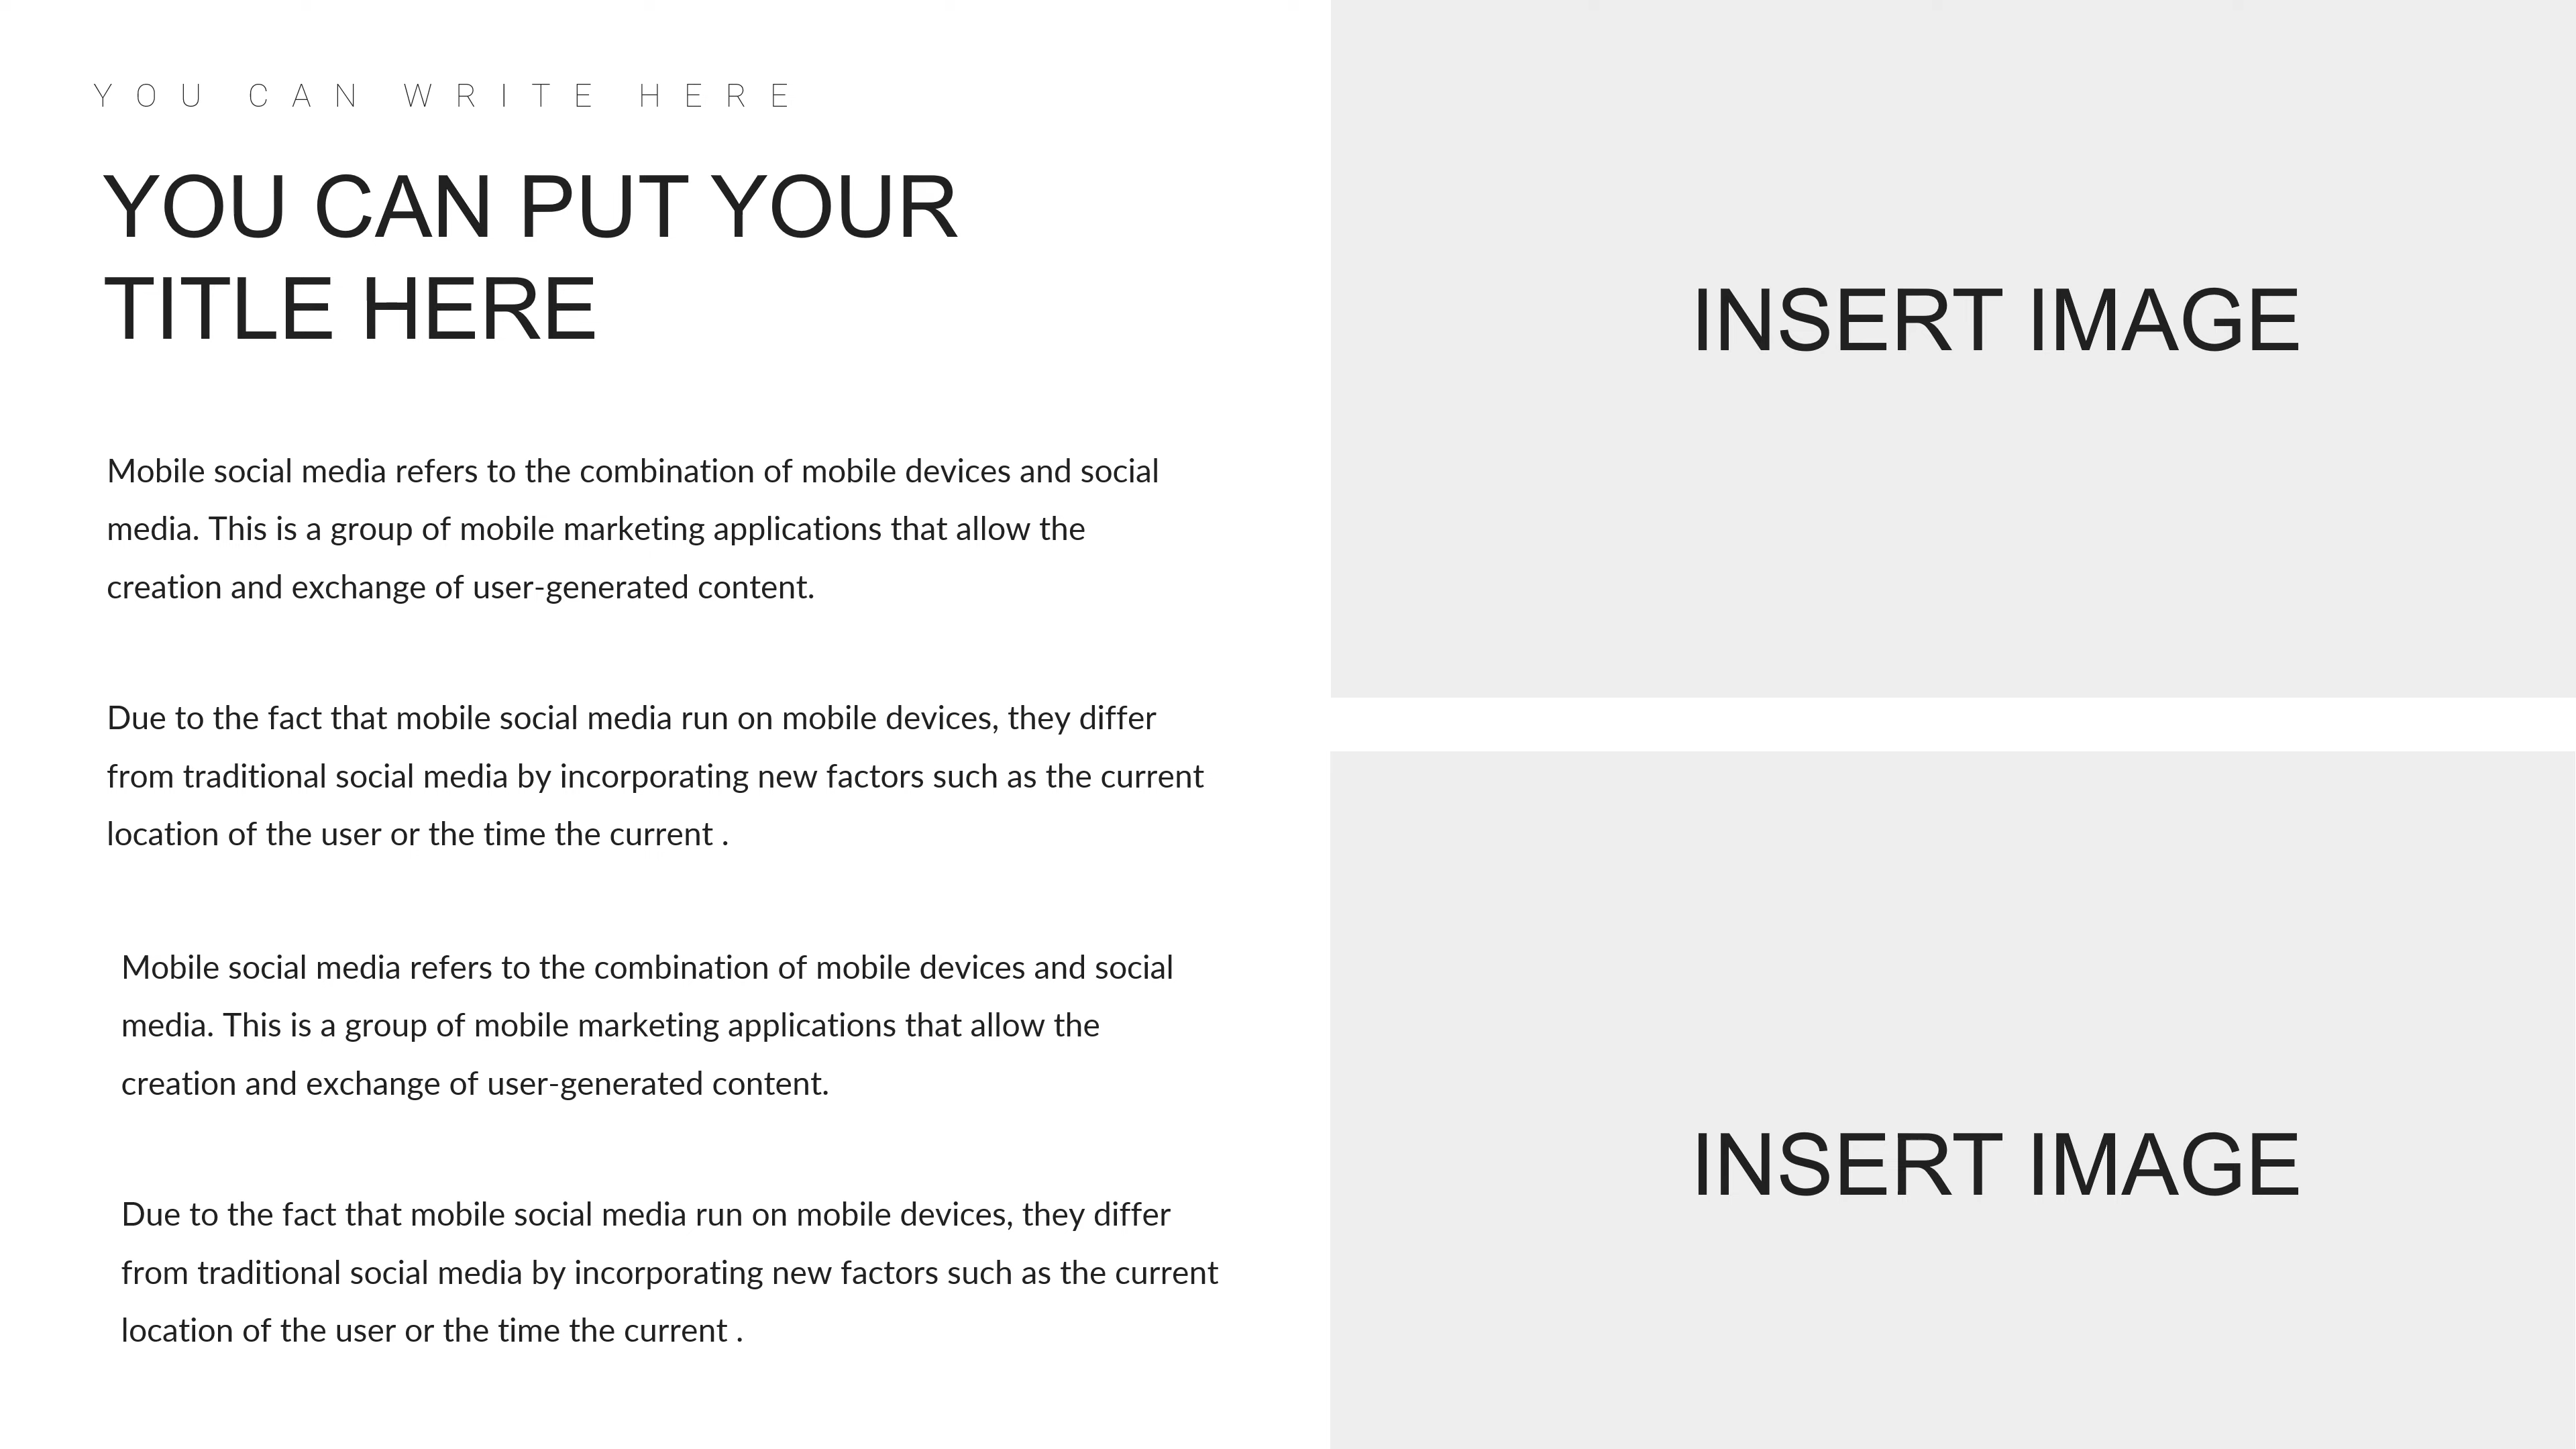 YOU CAN WRITE HERE
YOU CAN PUT YOUR
TITLE HERE
Mobile social media refers to the combination of mobile devices and social
media. This is a group of mobile marketing applications that allow the
creation and exchange of user-generated content.
Due to the fact that mobile social media run on mobile devices, they differ
from traditional social media by incorporating new factors such as the current
location of the user or the time the current .
Mobile social media refers to the combination of mobile devices and social
media. This is a group of mobile marketing applications that allow the
creation and exchange of user-generated content.
Due to the fact that mobile social media run on mobile devices, they differ
from traditional social media by incorporating new factors such as the current
location of the user or the time the current .
INSERT IMAGE
INSERT IMAGE